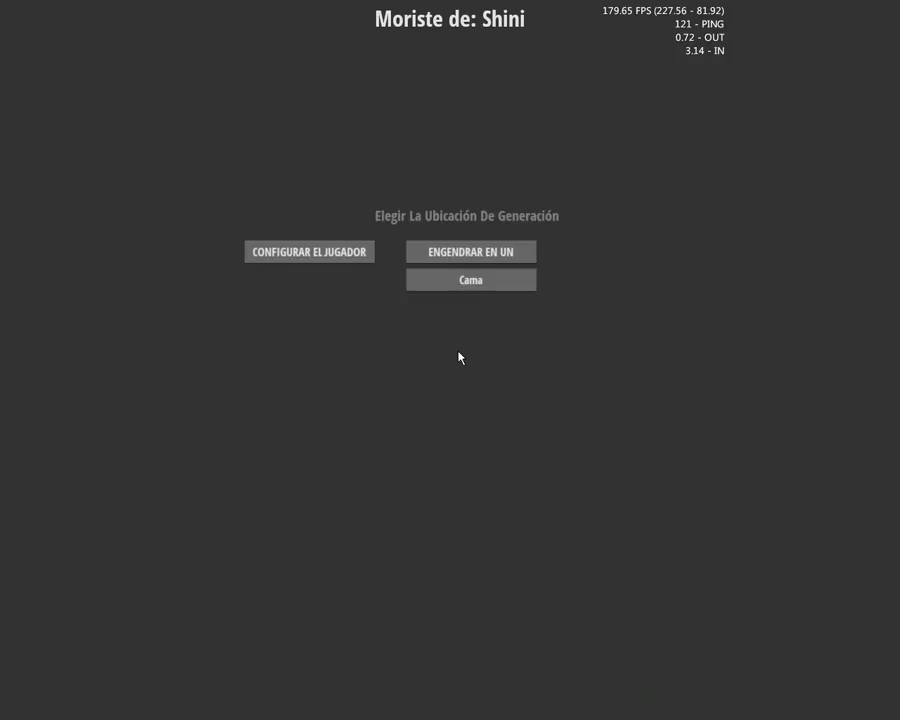 Moriste de: Shini
179.65 FPS (227.56 - 81.92)
121 - PING
0.72 - OUT
3.14 - IN
Elegir La Ubicación De Generación
CONFIGURAR EL JUGADOR
ENGENDRAR EN UN
Cama